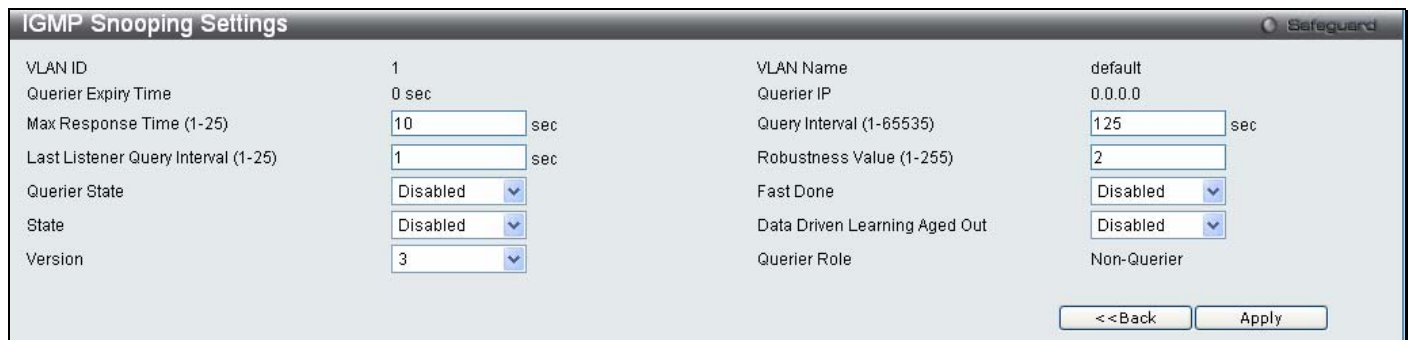 IGMP Snooping Settings Safeguard
VLAN ID 1 VLAN Name default
Querier Expiry Time 0 sec Querier IP 0.0.0.0
Max Response Time (1-25) 10 sec Query Interval (1-65535) 125 sec
Last Listener Query Interval (1-25) 1 sec Robustness Value (1-255) 2
Querier State Disabled Fast Done Disabled
State Disabled Data Driven Learning Aged Out Disabled
Version 3 Querier Role Non-Querier
<<Back Apply